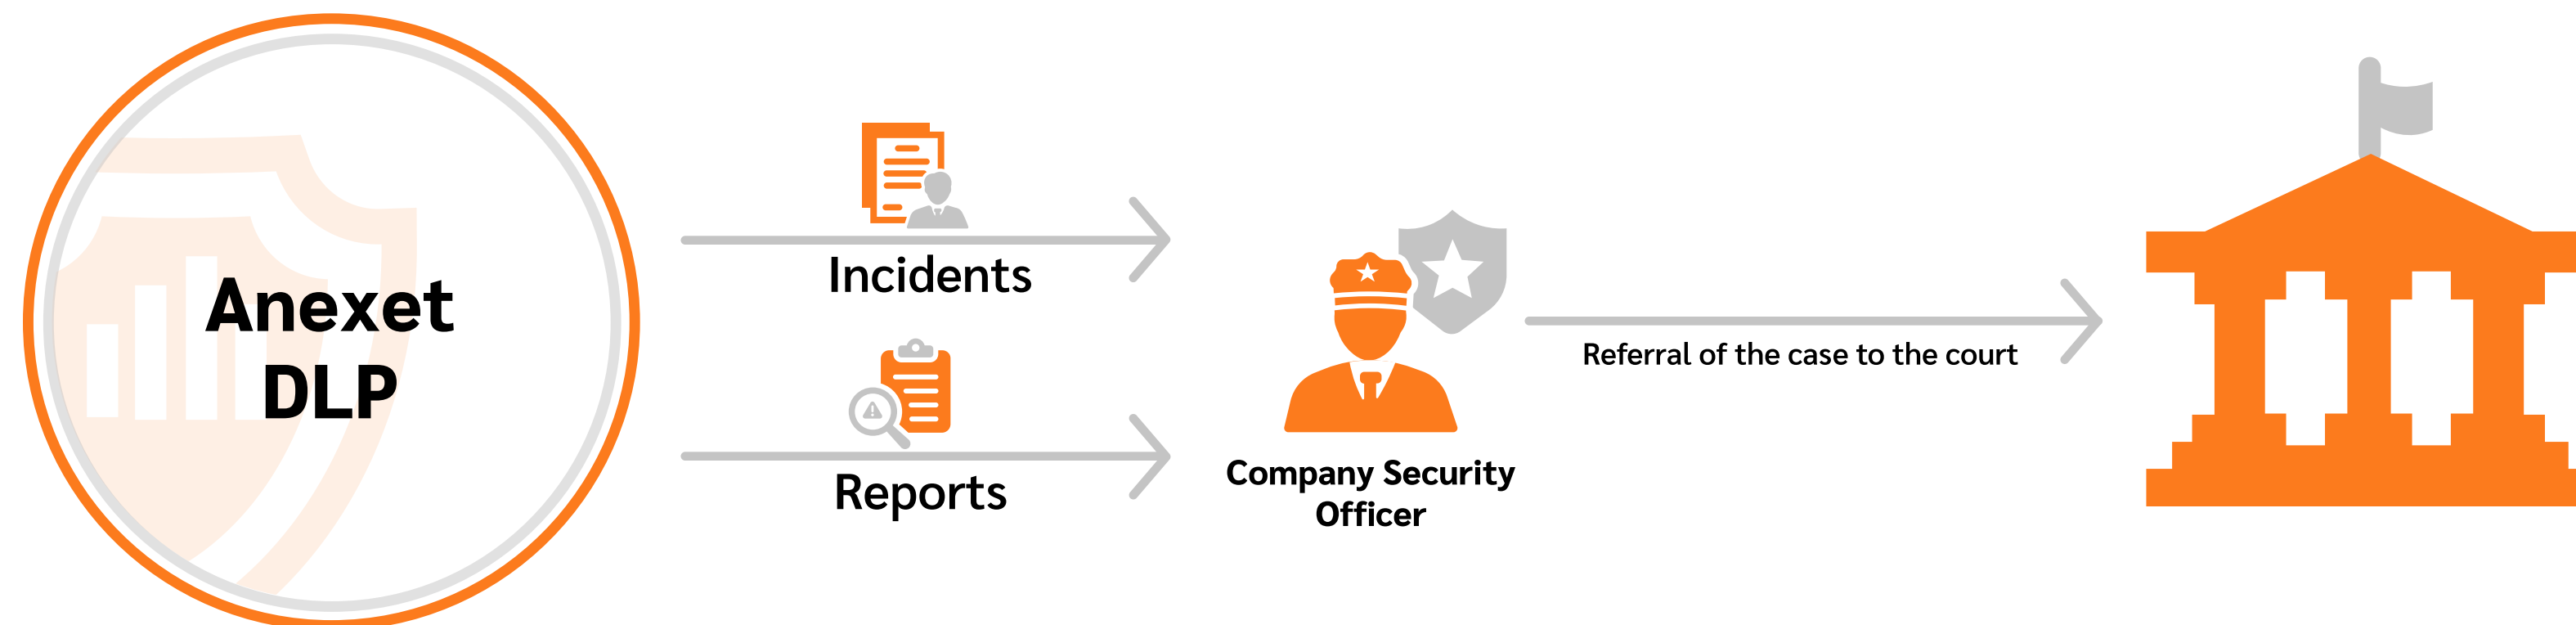 Anexet
DLP
Incidents
Reports
Company Security
Officer
Referral of the case to the court